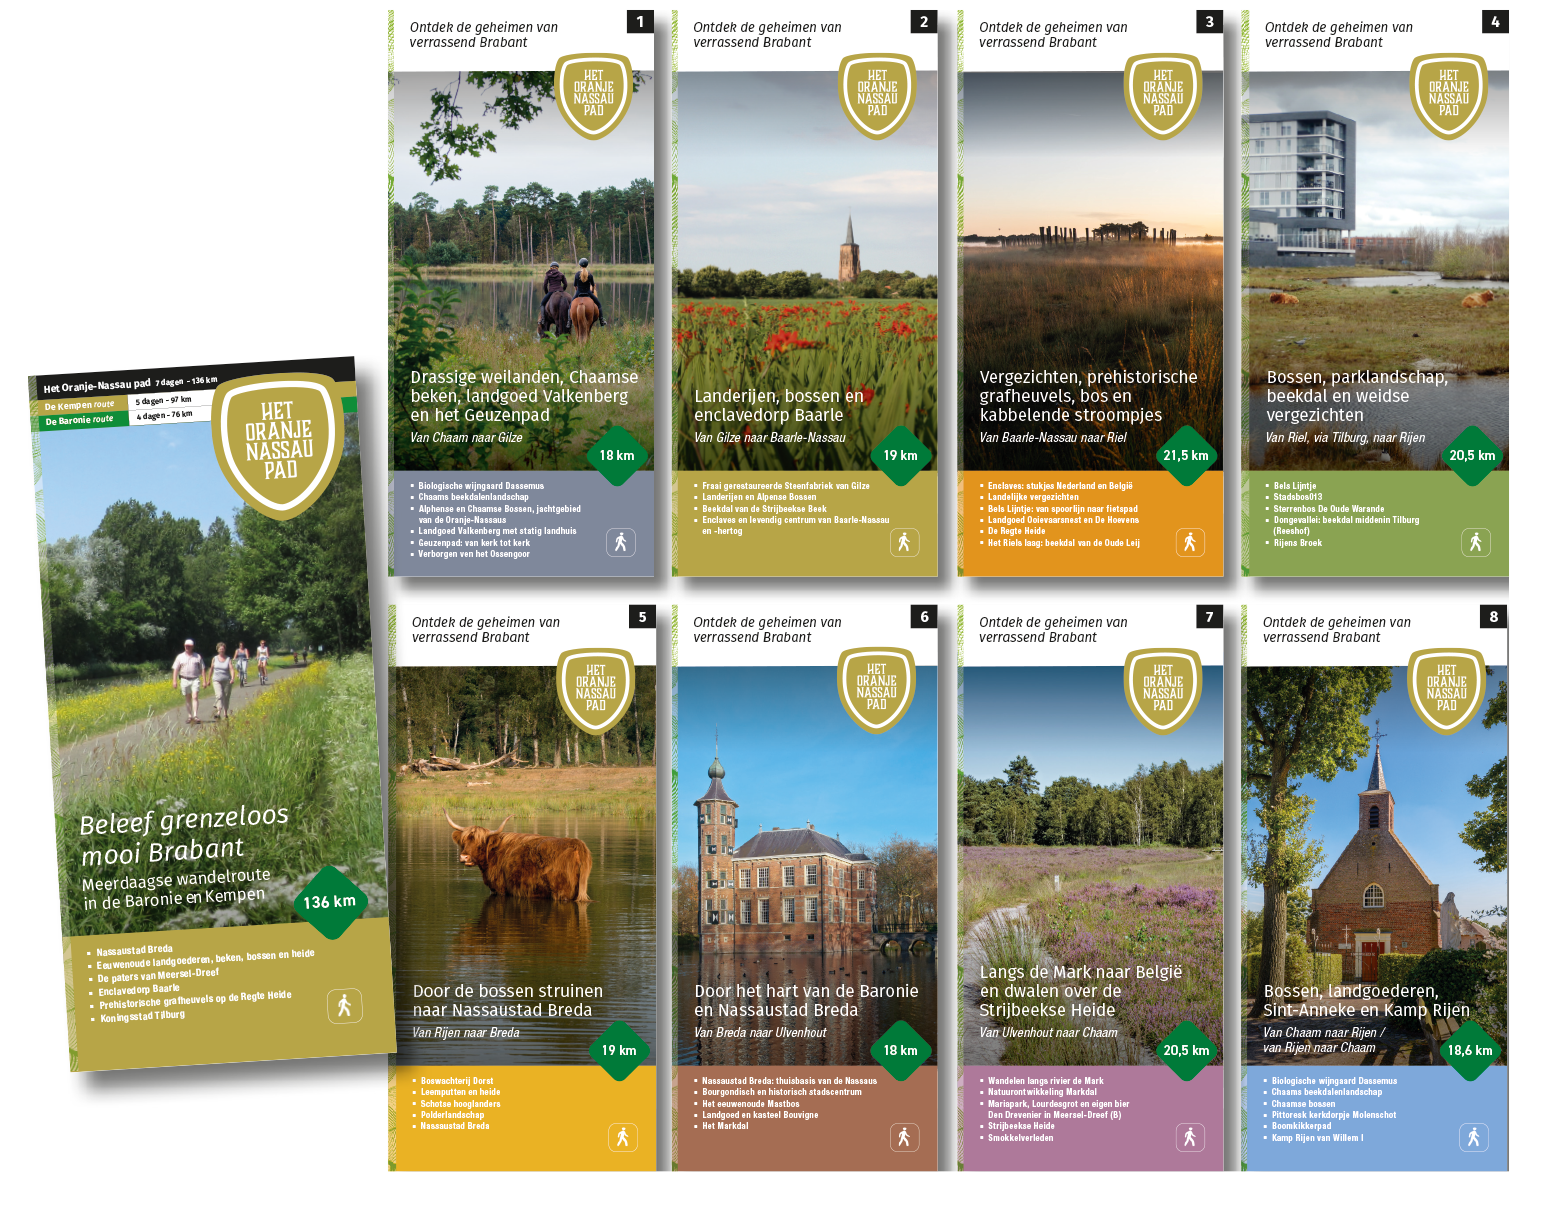 Het Oranje-Nassau pad 7 dagen - 136 km
De Kempen route 5 dagen - 97 km
De Baronie route 4 dagen - 76 km
HET
ORANJE
NASSAU
PAD
Beleef grenzeloos
mooi Brabant
Meerdaagse wandelroute
in de Baronie en Kempen
136 km
Nassaustad Breda
Eeuwenoude landgoederen, beken, bossen en heide
De paters van Meersel-Dreef
Enclavedorp Baarle
Prehistorische grafheuvels op de Regte Heide
Koningsstad Tilburg
1
Ontdek de geheimen van
verrassend Brabant
HET
ORANJE
NASSAU
PAD
Drassige weilanden, Chaamse
beken, landgoed Valkenberg
en het Geuzenpad
Van Chaam naar Gilze
18 km
Biologische wijngaard Dassemus
Chaams beekdalenlandschap
Alphense en Chaamse Bossen, jachtgebied
van de Oranje-Nassaus
Landgoed Valkenberg met statig landhuis
Geuzenpad: van kerk tot kerk
Verborgen ven het Ossengoor
2
Ontdek de geheimen van
verrassend Brabant
HET
ORANJE
NASSAU
PAD
Landerijen, bossen en
enclavedorp Baarle
Van Gilze naar Baarle-Nassau
19 km
Fraai gerestaureerde Steenfabriek van Gilze
Landerijen en Alpense Bossen
Beekdal van de Strijbeekse Beek
Enclaves en levendig centrum van Baarle-Nassau
en -hertog
3
Ontdek de geheimen van
verrassend Brabant
HET
ORANJE
NASSAU
PAD
Vergezichten, prehistorische
grafheuvels, bos en
kabbelende stroompjes
Van Baarle-Nassau naar Riel
21,5 km
Enclaves: stukjes Nederland en België
Landelijke vergezichten
Bels Lijntje: van spoorlijn naar fietspad
Landgoed Ooievaarsnest en De Hoevens
De Regte Heide
Het Riels laag: beekdal van de Oude Leij
4
Ontdek de geheimen van
verrassend Brabant
HET
ORANJE
NASSAU
PAD
Bossen, parklandschap,
beekdal en weidse
vergezichten
Van Riel, via Tilburg, naar Rijen
20,5 km
Bels Lijntje
Stadsbos013
Sterrenbos De Oude Warande
Dongevallei: beekdal middenin Tilburg
(Reeshof)
Rijens Broek
5
Ontdek de geheimen van
verrassend Brabant
HET
ORANJE
NASSAU
PAD
Door de bossen struinen
naar Nassaustad Breda
Van Rijen naar Breda
19 km
Boswachterij Dorst
Leemputten en heide
Schotse hooglanders
Polderlandschap
Nassaustad Breda
6
Ontdek de geheimen van
verrassend Brabant
HET
ORANJE
NASSAU
PAD
Door het hart van de Baronie
en Nassaustad Breda
Van Breda naar Ulvenhout
18 km
Nassaustad Breda: thuisbasis van de Nassaus
Bourgondisch en historisch stadscentrum
Het eeuwenoude Mastbos
Landgoed en kasteel Bouvigne
Het Markdal
7
Ontdek de geheimen van
verrassend Brabant
HET
ORANJE
NASSAU
PAD
Langs de Mark naar België
en dwalen over de
Strijbeekse Heide
Van Ulvenhout naar Chaam
20,5 km
Wandelen langs rivier de Mark
Natuurontwikkeling Markdal
Mariapark, Lourdesgrot en eigen bier
Den Drevenier in Meersel-Dreef (B)
Strijbeekse Heide
Smokkelverleden
8
Ontdek de geheimen van
verrassend Brabant
HET
ORANJE
NASSAU
PAD
Bossen, landgoederen,
Sint-Anneke en Kamp Rijen
Van Chaam naar Rijen /
van Rijen naar Chaam
18,6 km
Biologische wijngaard Dassemus
Chaams beekdalenlandschap
Chaamse bossen
Pittoresk kerkdorpje Molenschot
Boomkikkerpad
Kamp Rijen van Willem I